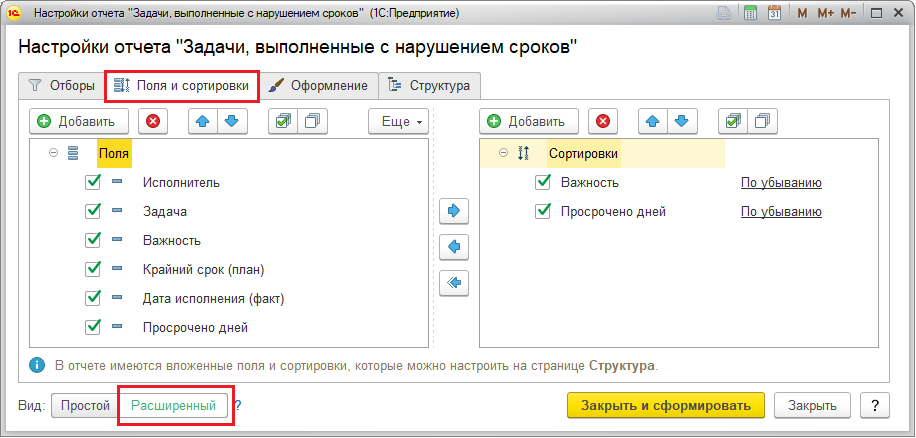 Настройки отчета "Задачи, выполненные с нарушением сроков" (1С:Предприятие)
31 M M+ M-
Настройки отчета "Задачи, выполненные с нарушением сроков"
Отборы Поля и сортировки Оформление Структура
Добавить Еще Добавить
Поля Сортировки
Исполнитель Важность По убыванию
Задача Просрочено дней По убыванию
Важность
Крайний срок (план)
Дата исполнения (факт)
Просрочено дней
В отчете имеются вложенные поля и сортировки, которые можно настроить на странице Структура.
Вид: Простой Расширенный ? Закрыть и сформировать Закрыть ?